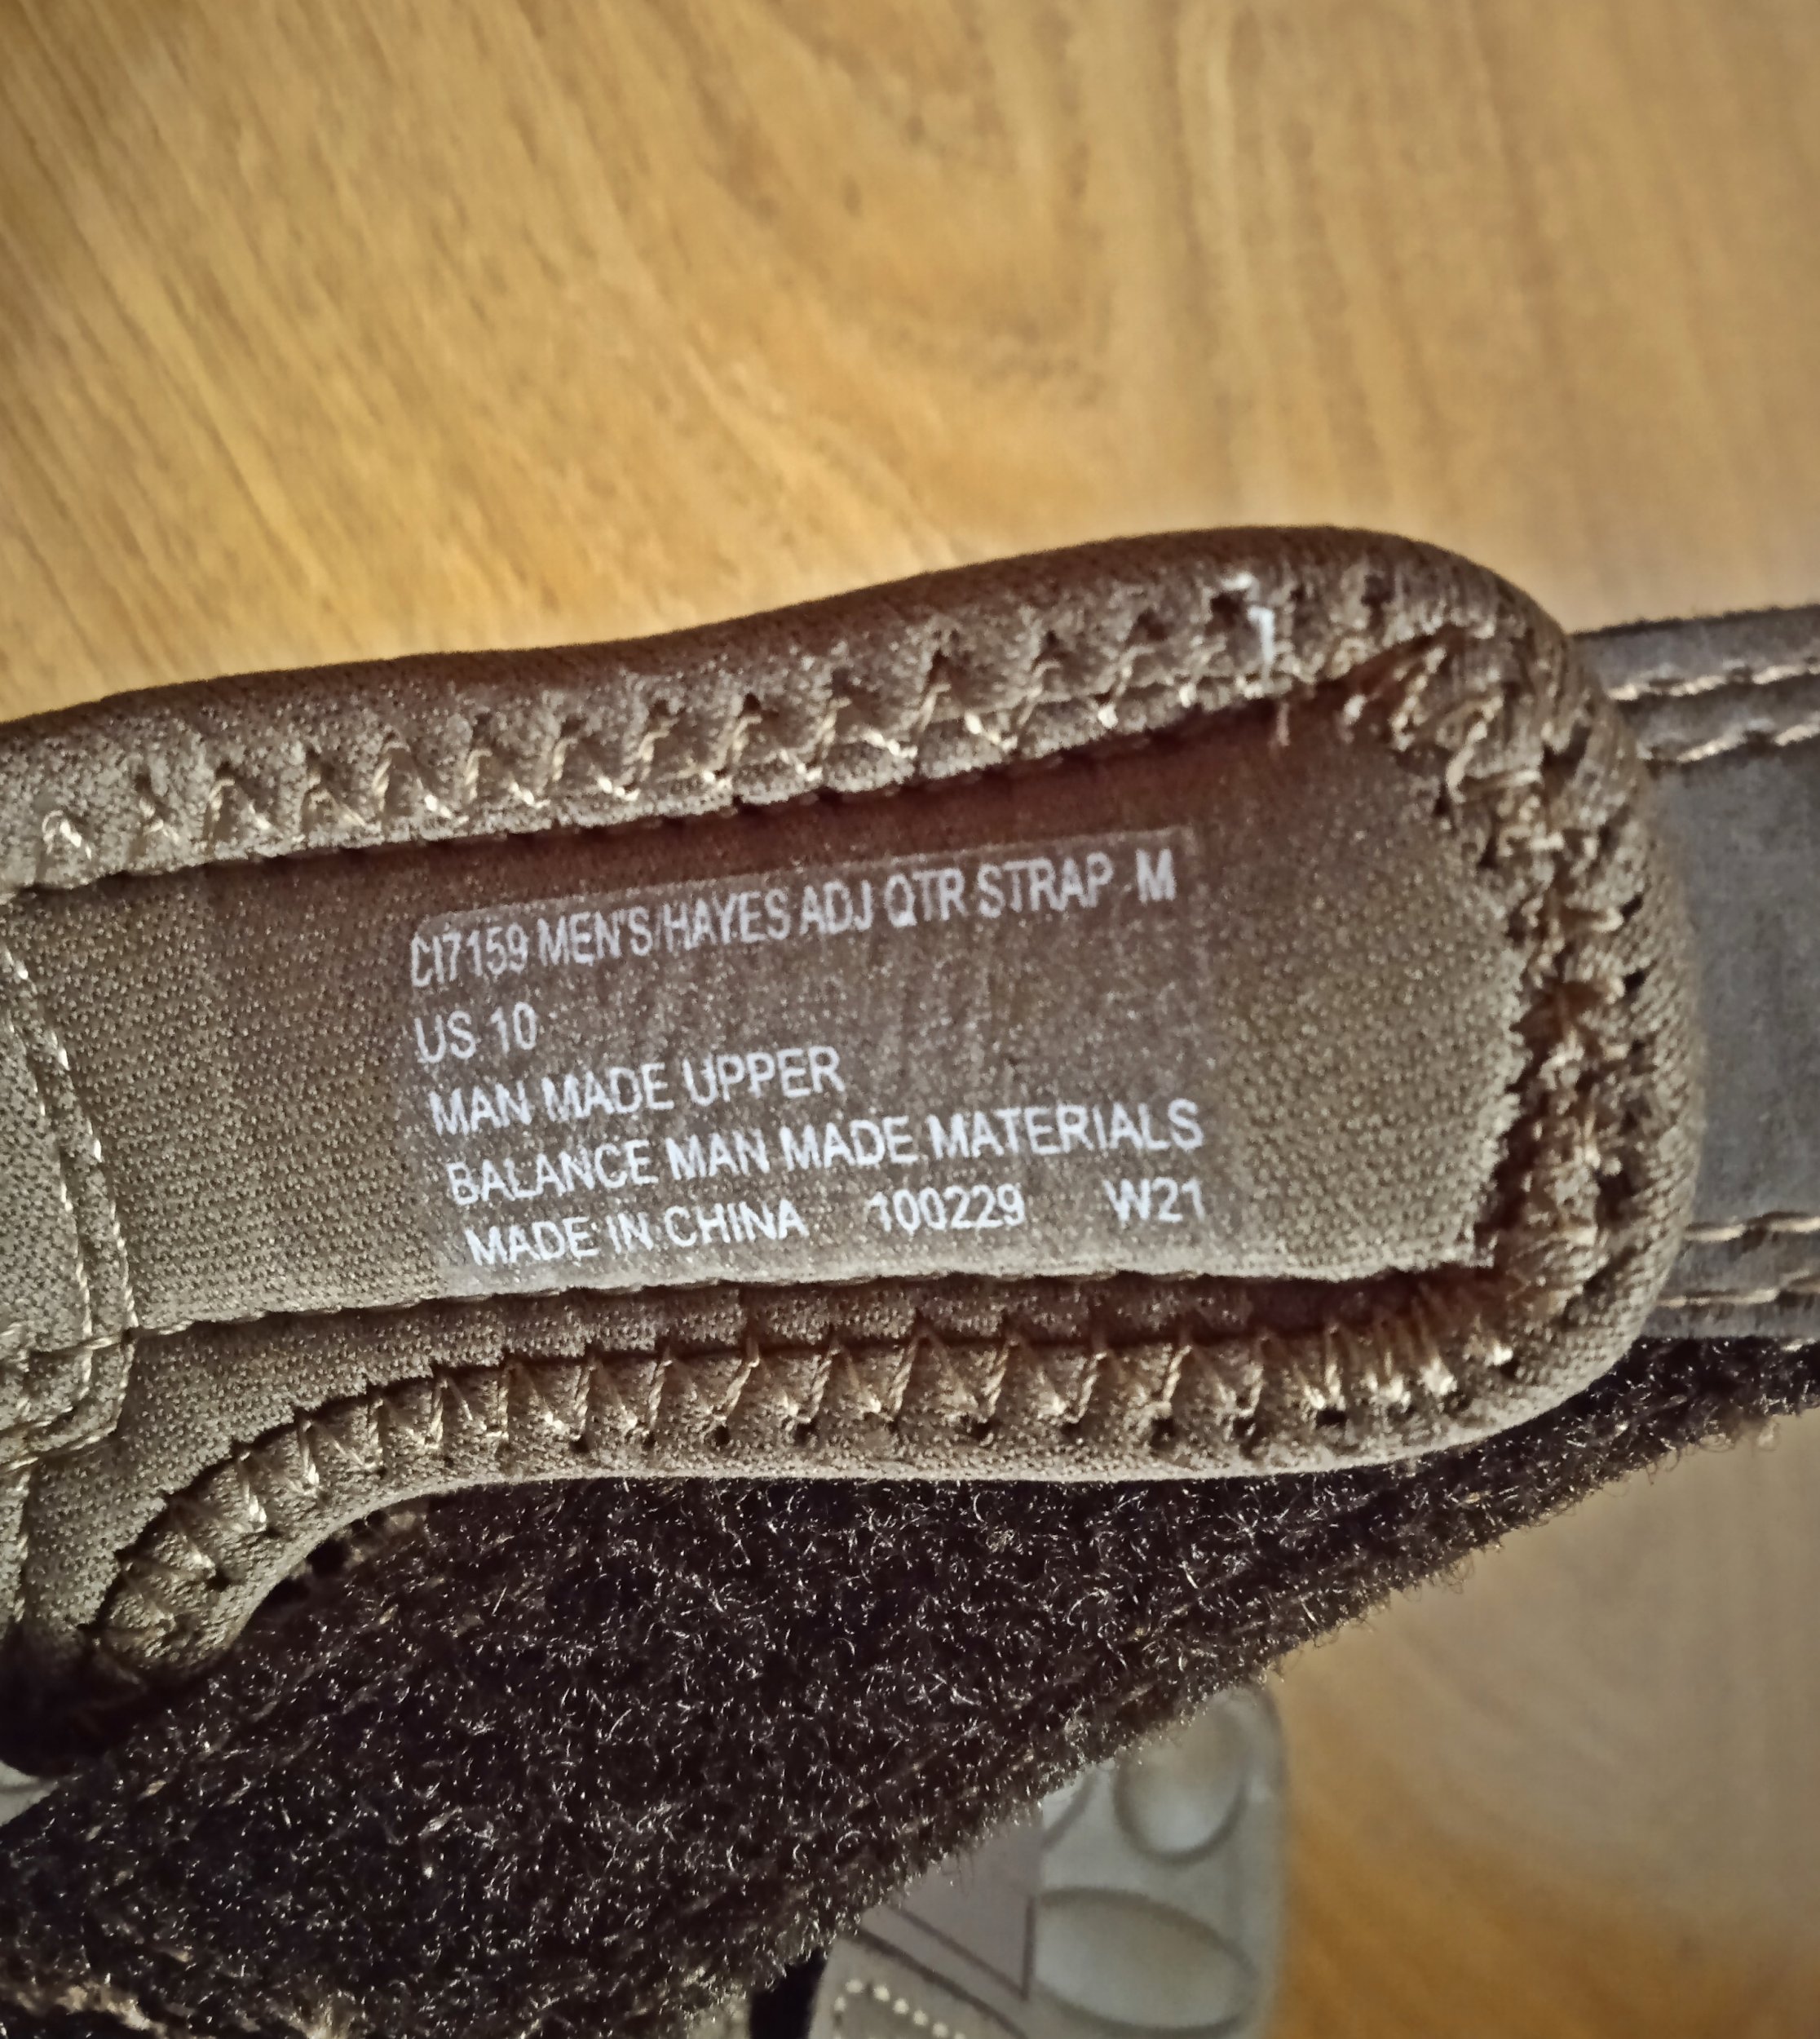 CI7159 MEN'S/HAYES ADJ QTR STRAP M
US 10
MAN MADE UPPER
BALANCE MAN MADE MATERIALS
MADE IN CHINA 100229 W21